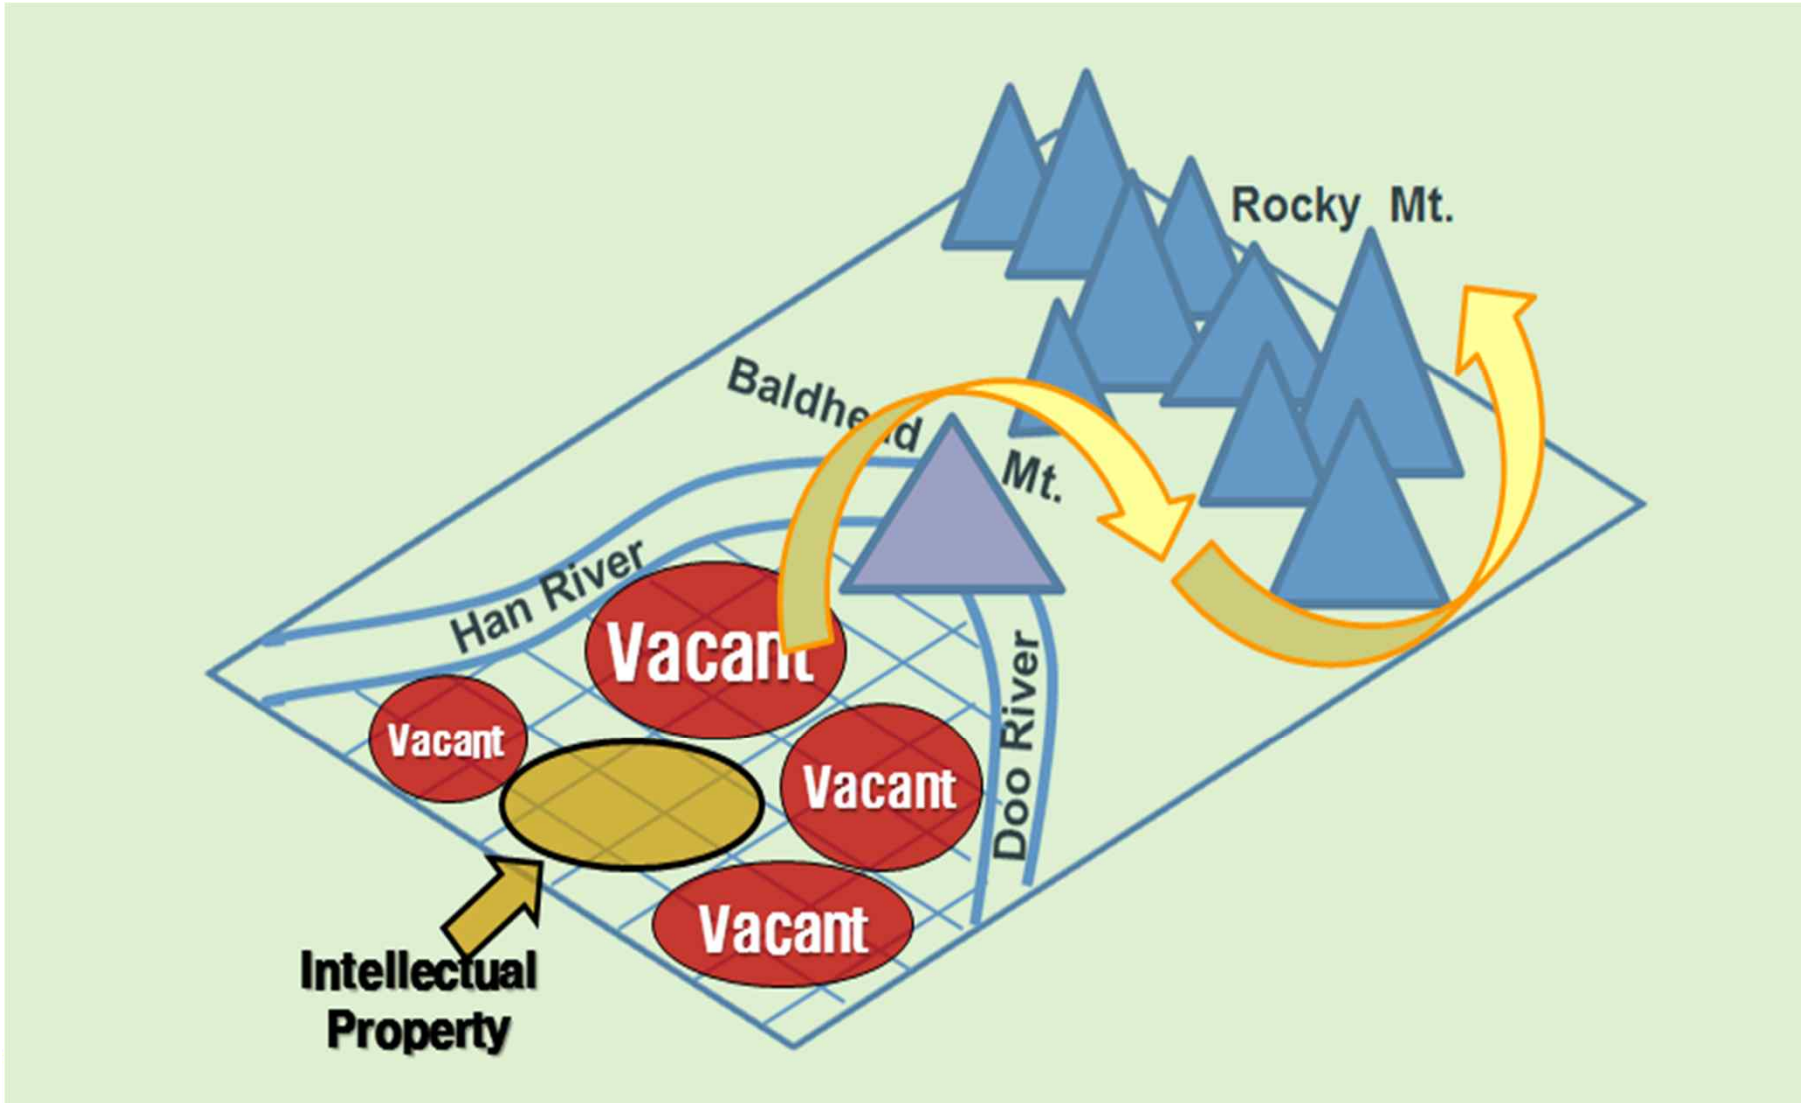 Rocky Mt.
Baldhead Mt.
Han River
Vacant
Vacant
Vacant
Doo River
Vacant
Intellectual
Property